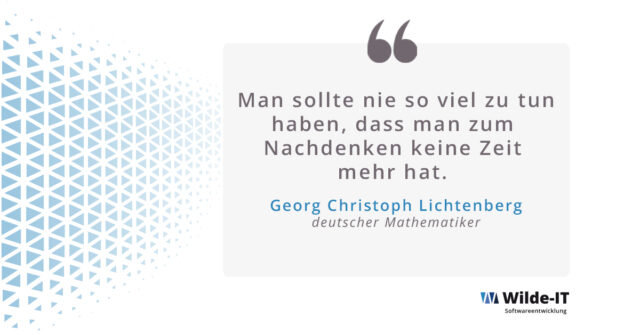 Man sollte nie so viel zu tun
haben, dass man zum
Nachdenken keine Zeit
mehr hat.
Georg Christoph Lichtenberg
deutscher Mathematiker
Wilde-IT
Softwareentwicklung